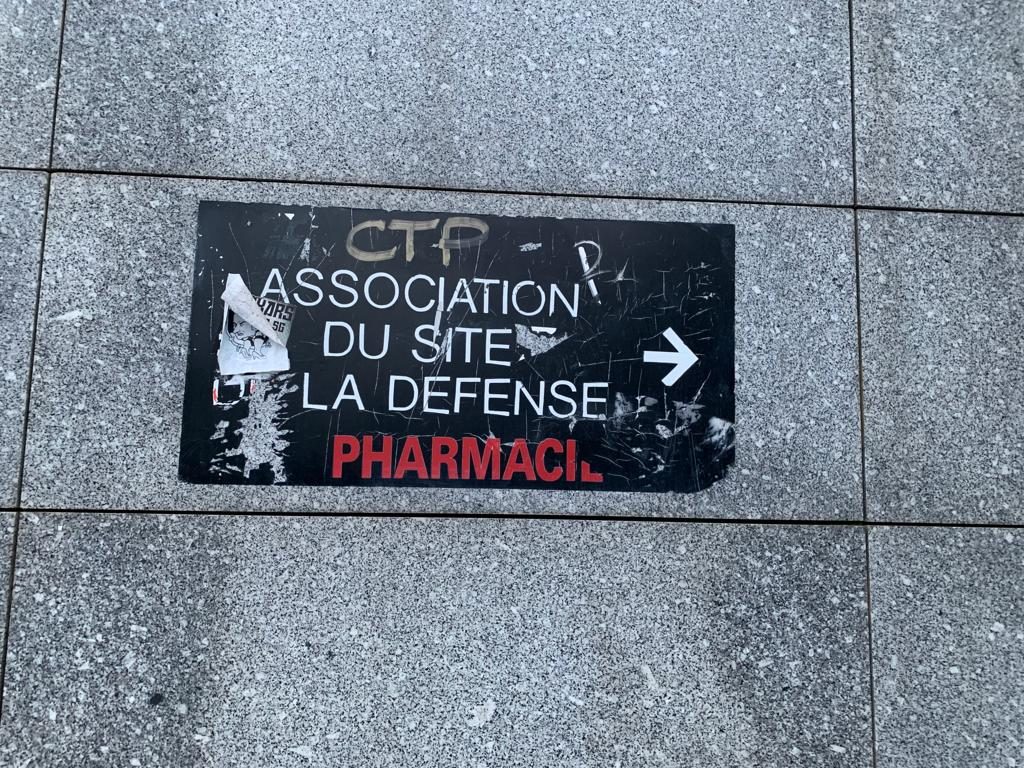 CTP
ASSOCIATION
DU SITE
LA DEFENSE
PHARMACIE